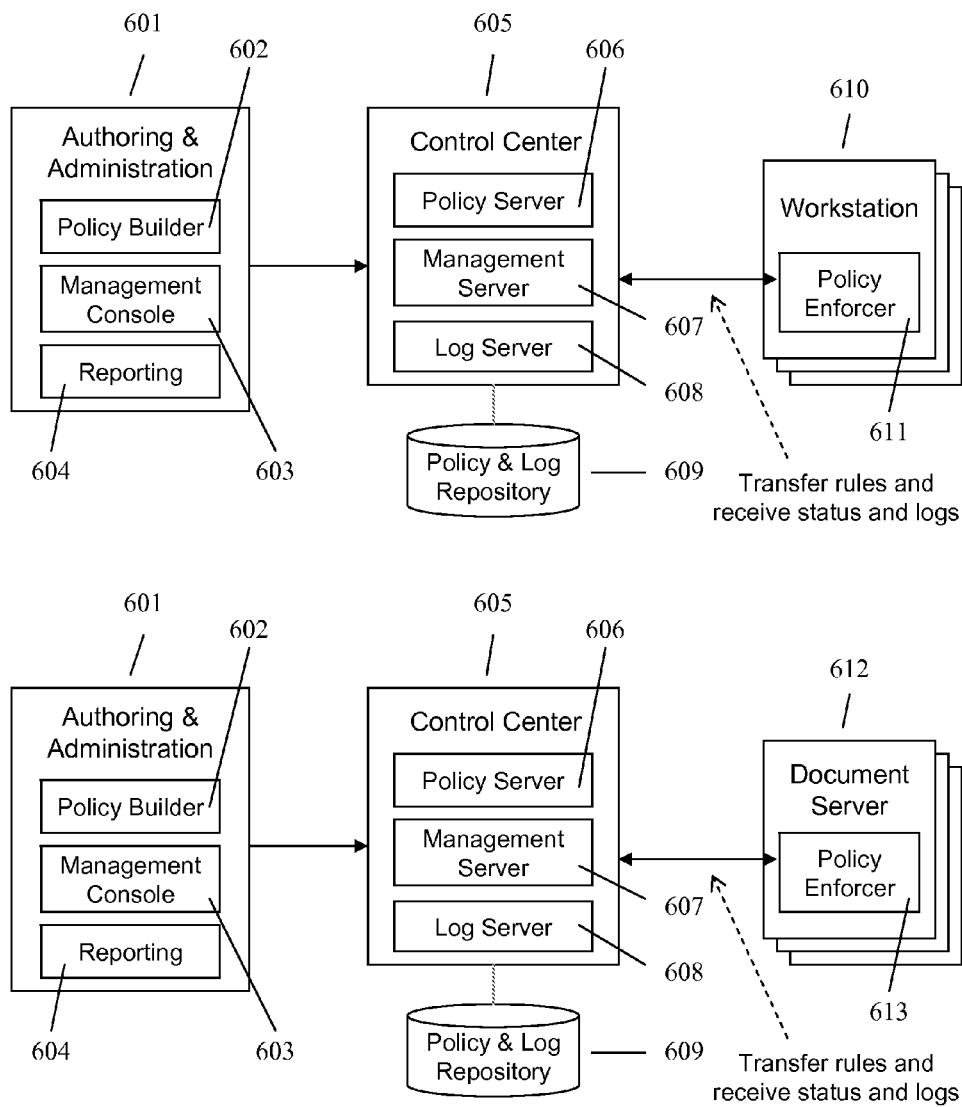 601
602
605
606
610
Authoring &
Administration
Policy Builder
Management
Console
Reporting
604
603
Control Center
Policy Server
Management
Server
Log Server
607
608
Policy & Log
Repository
609
Workstation
Policy
Enforcer
611
Transfer rules and
receive status and logs
601
602
605
606
612
Authoring &
Administration
Policy Builder
Management
Console
Reporting
604
603
Control Center
Policy Server
Management
Server
Log Server
607
608
Policy & Log
Repository
609
Document
Server
Policy
Enforcer
613
Transfer rules and
receive status and logs